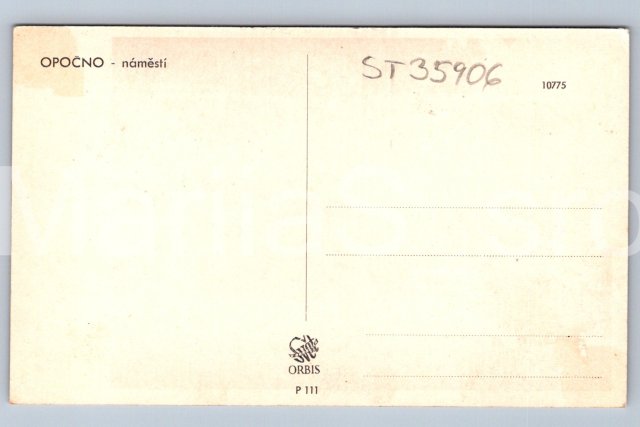 OPOČNO - náměstí
ST35906
10775
ORBIS
P 111